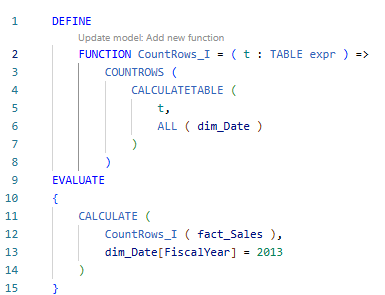 1 DEFINE
Update model: Add new function
2 FUNCTION CountRows_I = ( t : TABLE expr ) =>
3 COUNTROWS (
4 CALCULATETABLE (
5 t,
6 ALL ( dim_Date )
7 )
8 )
9 EVALUATE
10 {
11 CALCULATE (
12 CountRows_I ( fact_Sales ),
13 dim_Date[FiscalYear] = 2013
14 )
15 }